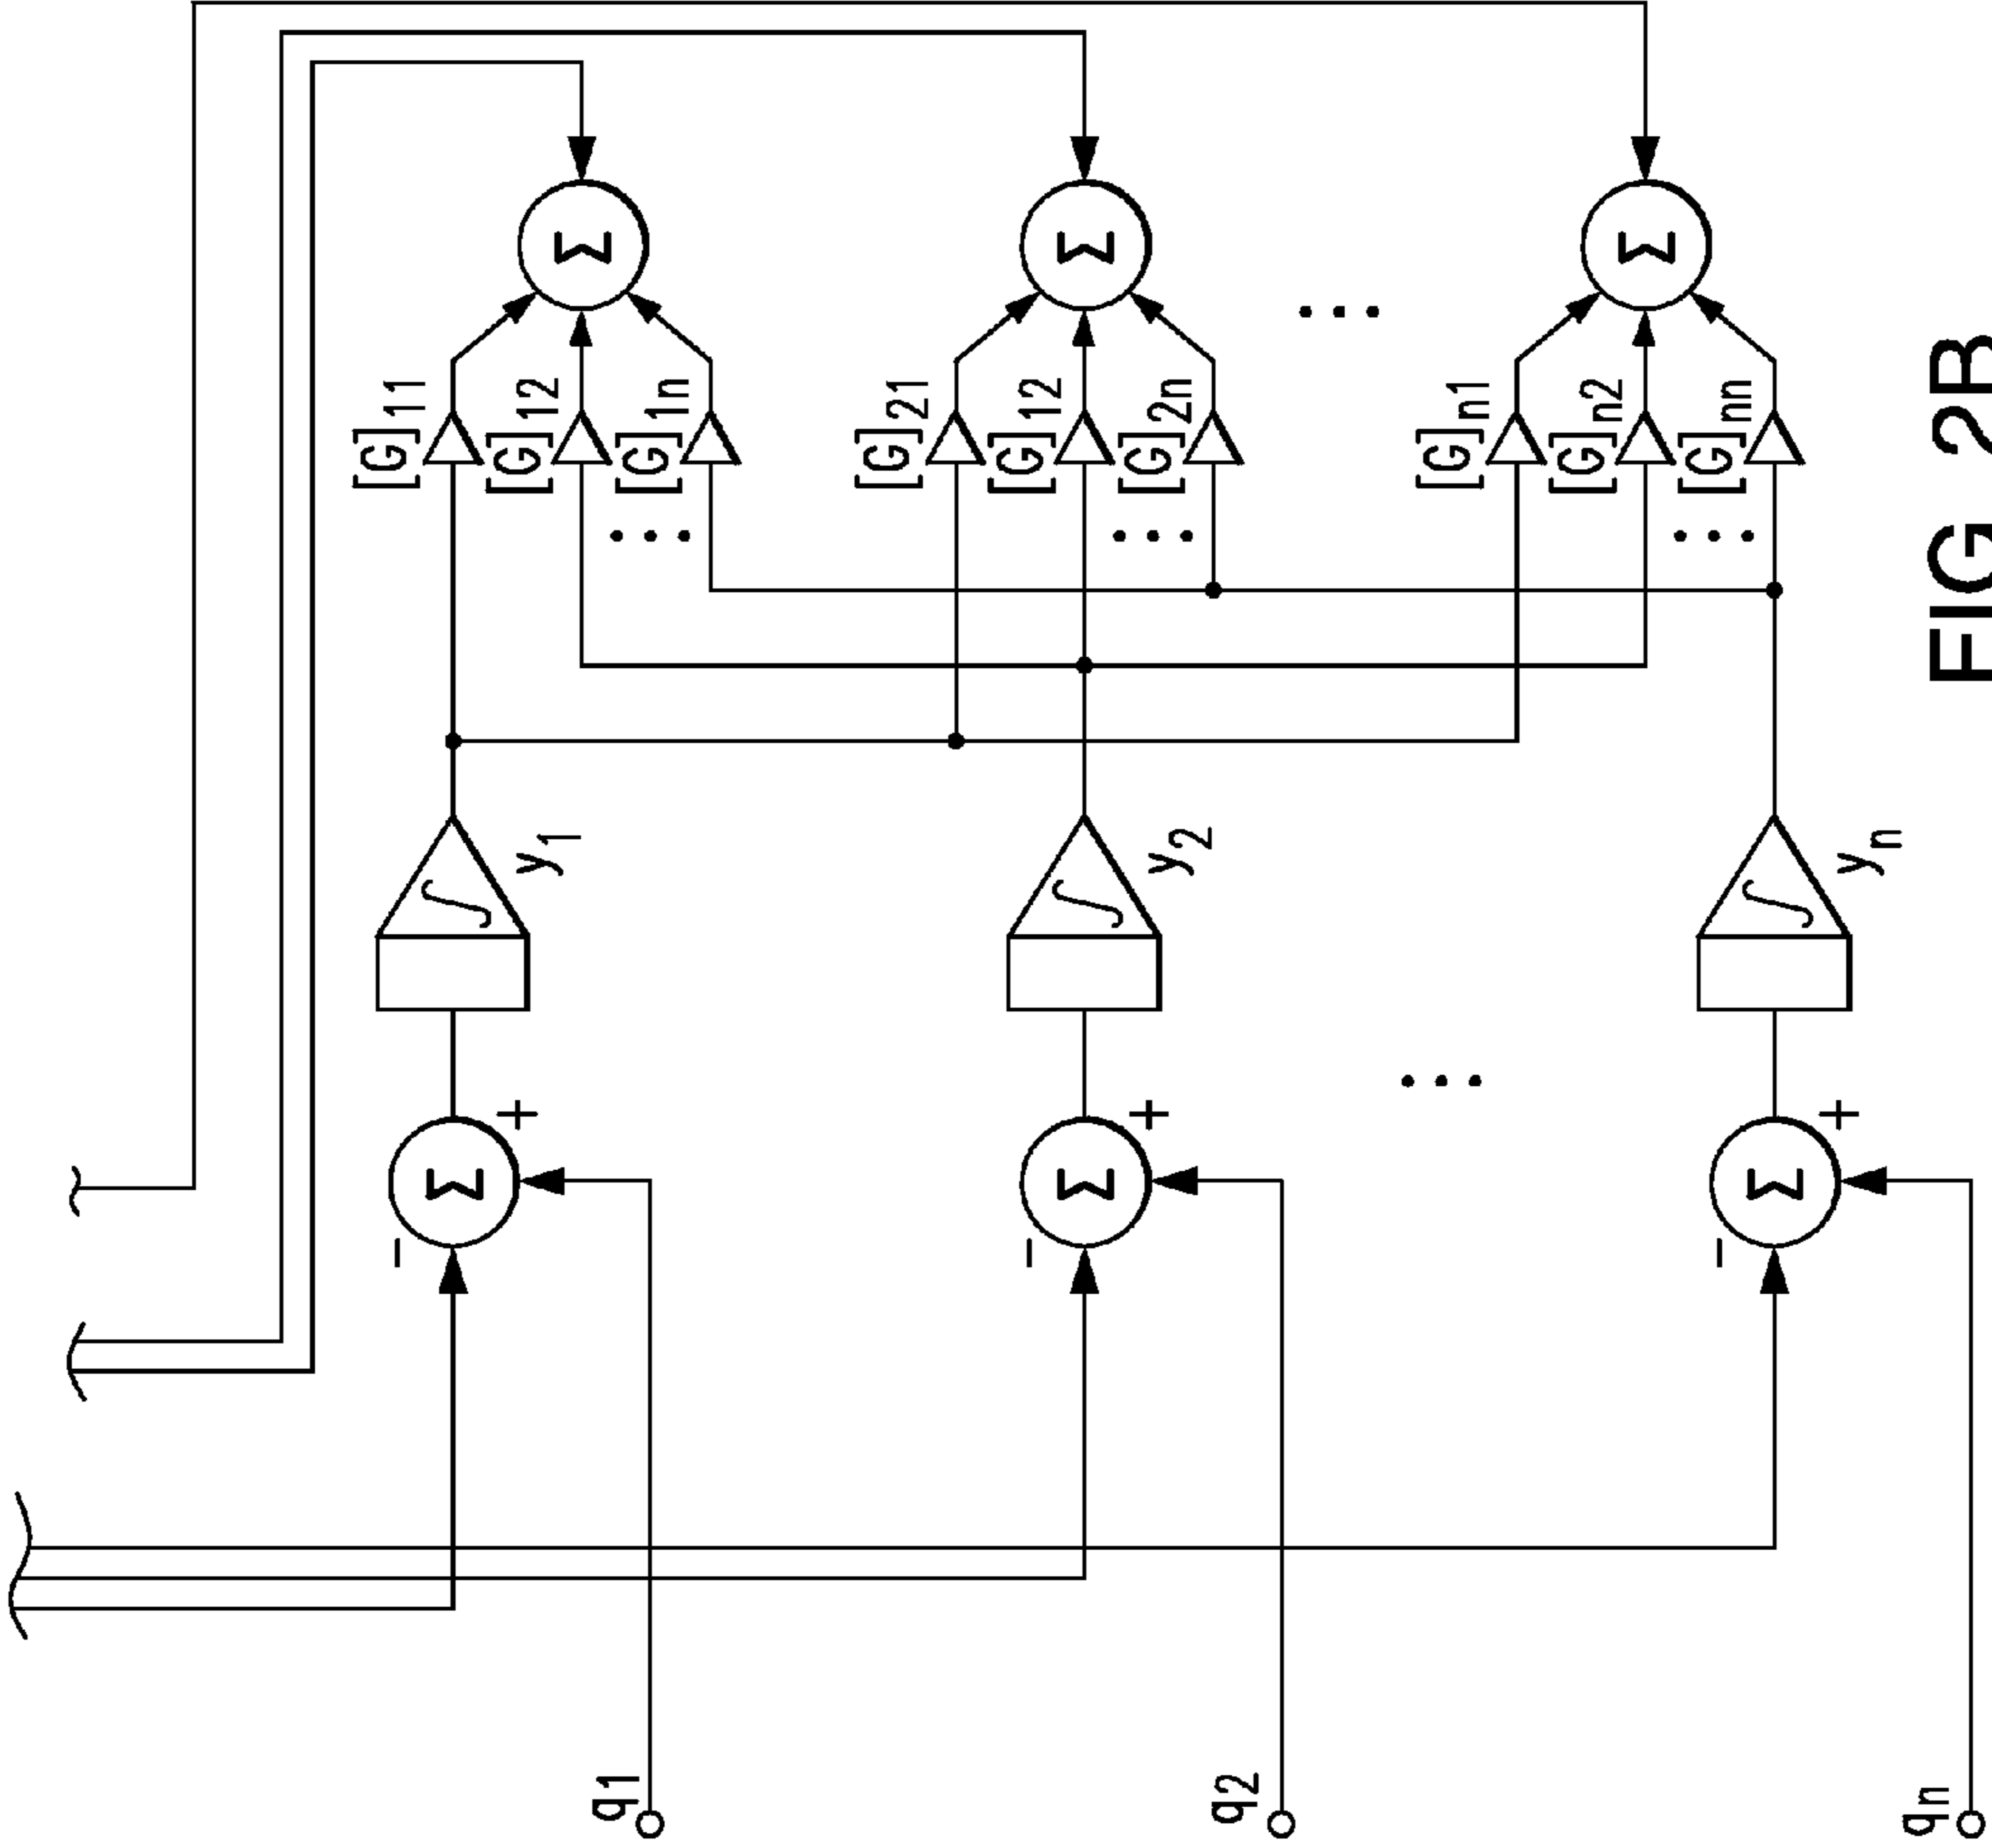 [G]11
[G]12
[G]1n
[G]21
[G]12
[G]2n
[G]n1
[G]n2
[G]nn
Σ
Σ
Σ
...
...
...
...
∫
y1
∫
y2
∫
yn
Σ
+
−
Σ
+
−
...
Σ
+
−
q1
q2
qn
FIG 2B